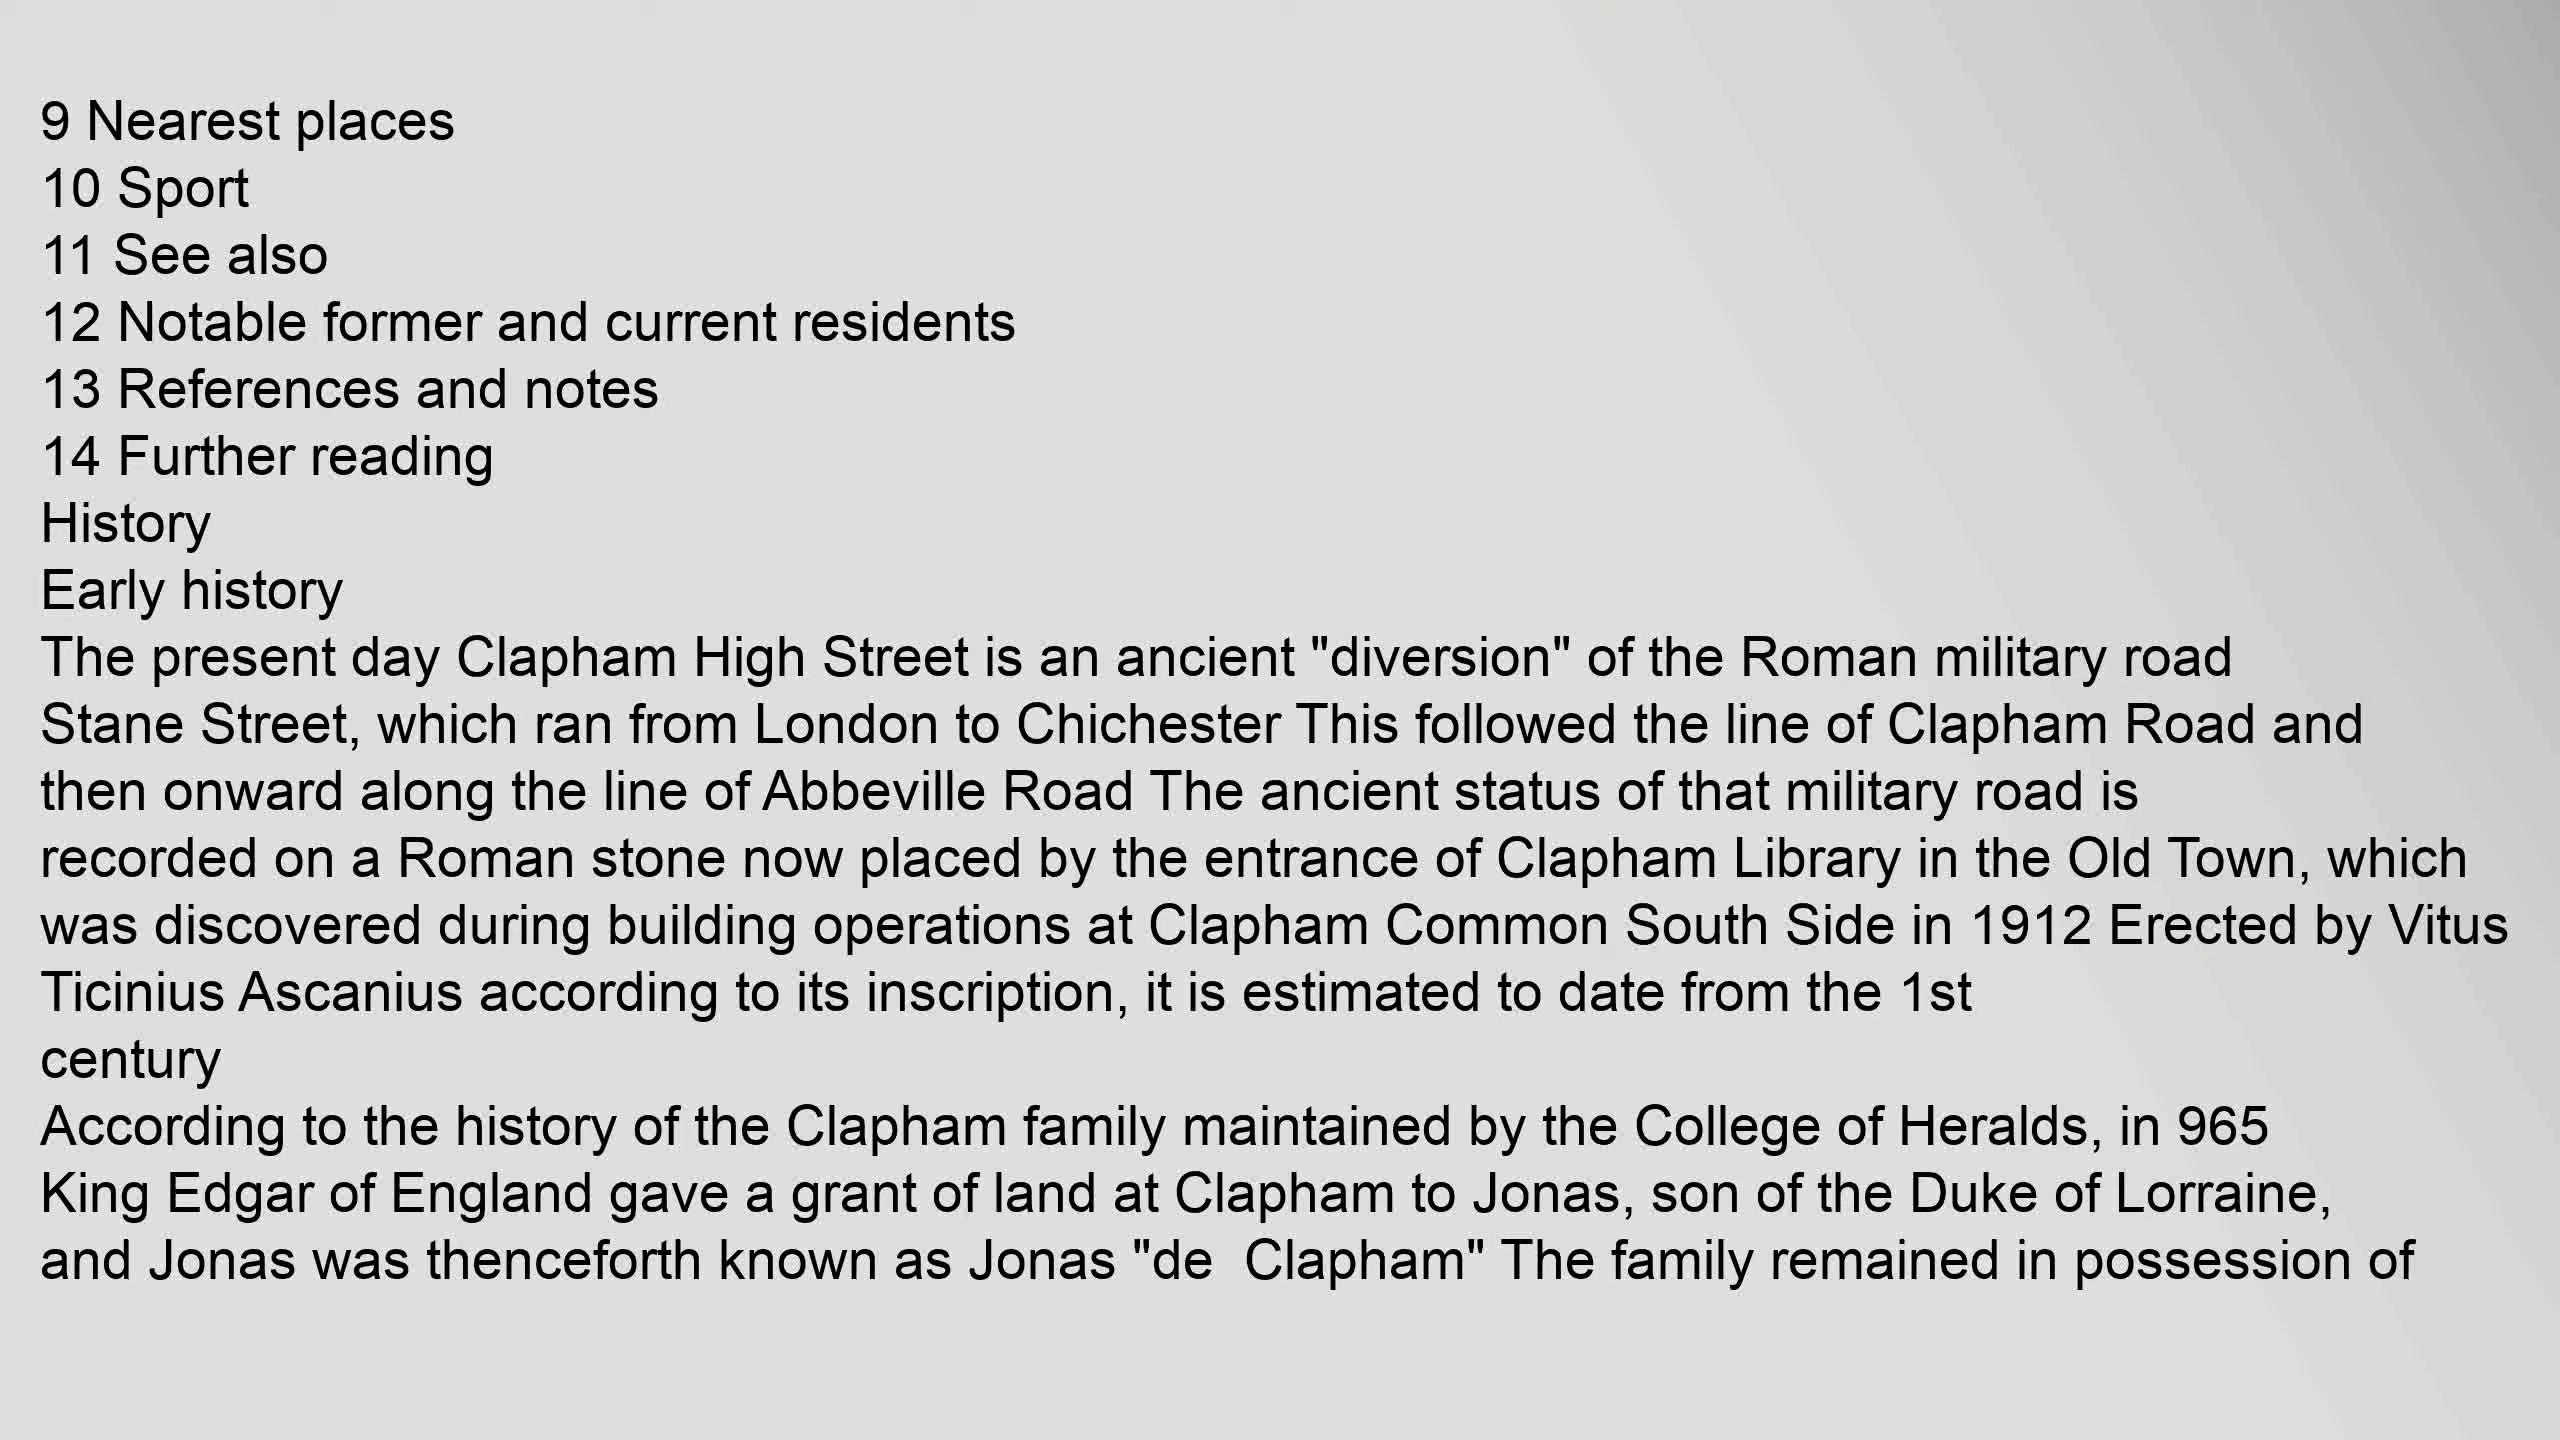 9 Nearest places
10 Sport
11 See also
12 Notable former and current residents
13 References and notes
14 Further reading
History
Early history
The present day Clapham High Street is an ancient "diversion" of the Roman military road
Stane Street, which ran from London to Chichester This followed the line of Clapham Road and
then onward along the line of Abbeville Road The ancient status of that military road is
recorded on a Roman stone now placed by the entrance of Clapham Library in the Old Town, which
was discovered during building operations at Clapham Common South Side in 1912 Erected by Vitus
Ticinius Ascanius according to its inscription, it is estimated to date from the 1st
century
According to the history of the Clapham family maintained by the College of Heralds, in 965
King Edgar of England gave a grant of land at Clapham to Jonas, son of the Duke of Lorraine,
and Jonas was thenceforth known as Jonas "de  Clapham" The family remained in possession of